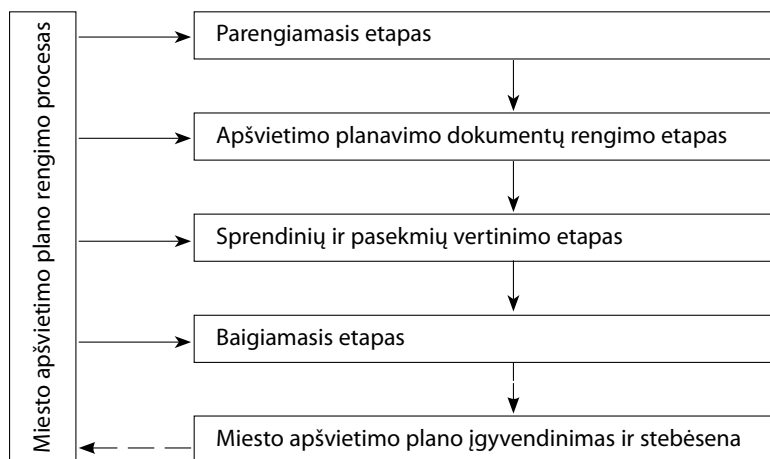 Miesto apšvietimo plano rengimo procesas
Parengiamasis etapas
Apšvietimo planavimo dokumentų rengimo etapas
Sprendinių ir pasekmių vertinimo etapas
Baigiamasis etapas
Miesto apšvietimo plano įgyvendinimas ir stebėsena